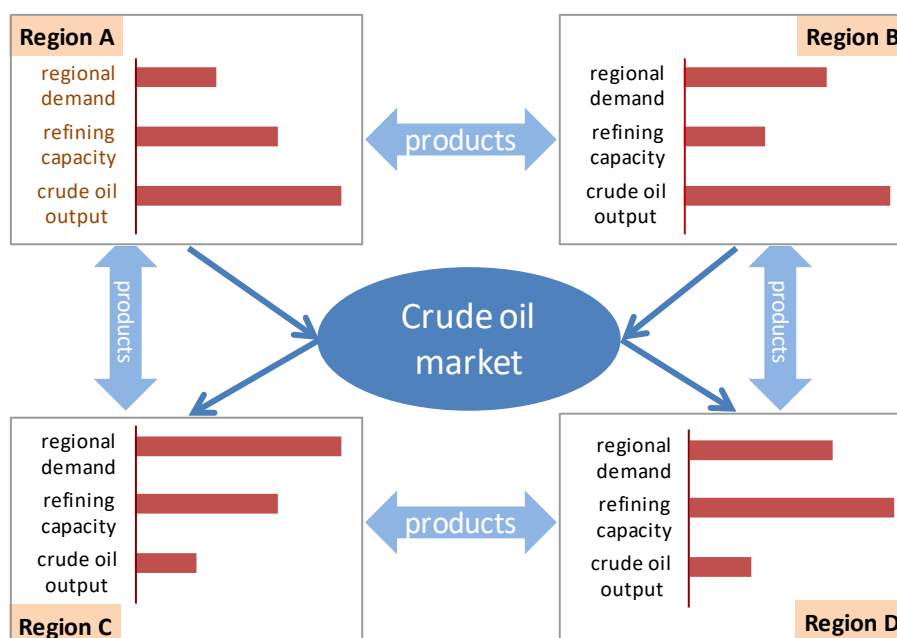 Region A
regional
demand
refining
capacity
crude oil
output
products
Region B
regional
demand
refining
capacity
crude oil
output
products
Crude oil
market
products
regional
demand
refining
capacity
crude oil
output
Region C
products
regional
demand
refining
capacity
crude oil
output
Region D